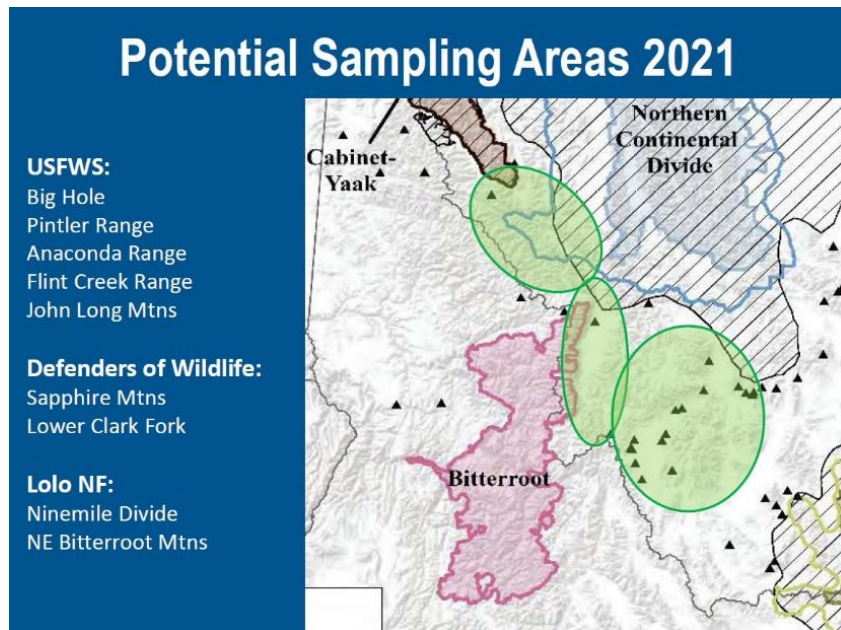 Potential Sampling Areas 2021
USFWS:
Big Hole
Pintler Range
Anaconda Range
Flint Creek Range
John Long Mtns
Defenders of Wildlife:
Sapphire Mtns
Lower Clark Fork
Lolo NF:
Ninemile Divide
NE Bitterroot Mtns
Cabinet-
Yaak
Northern
Continental
Divide
Bitterroot